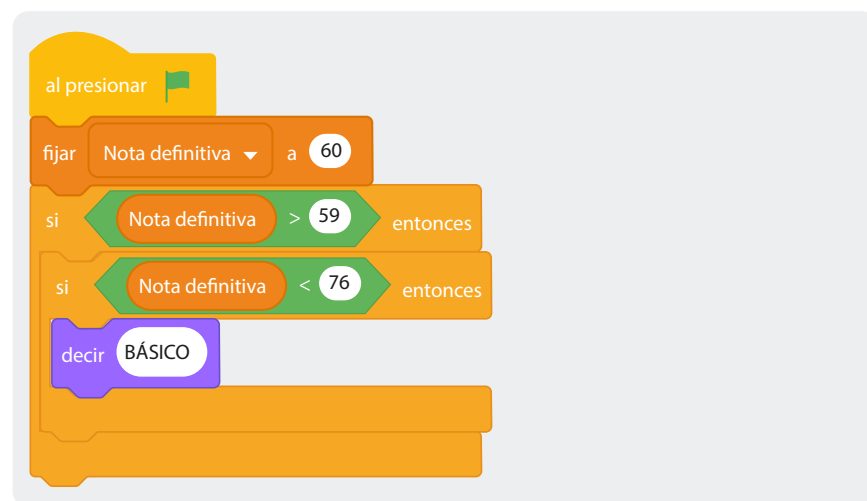 al presionar
fijar Nota definitiva a 60
si Nota definitiva > 59 entonces
si Nota definitiva < 76 entonces
decir BÁSICO